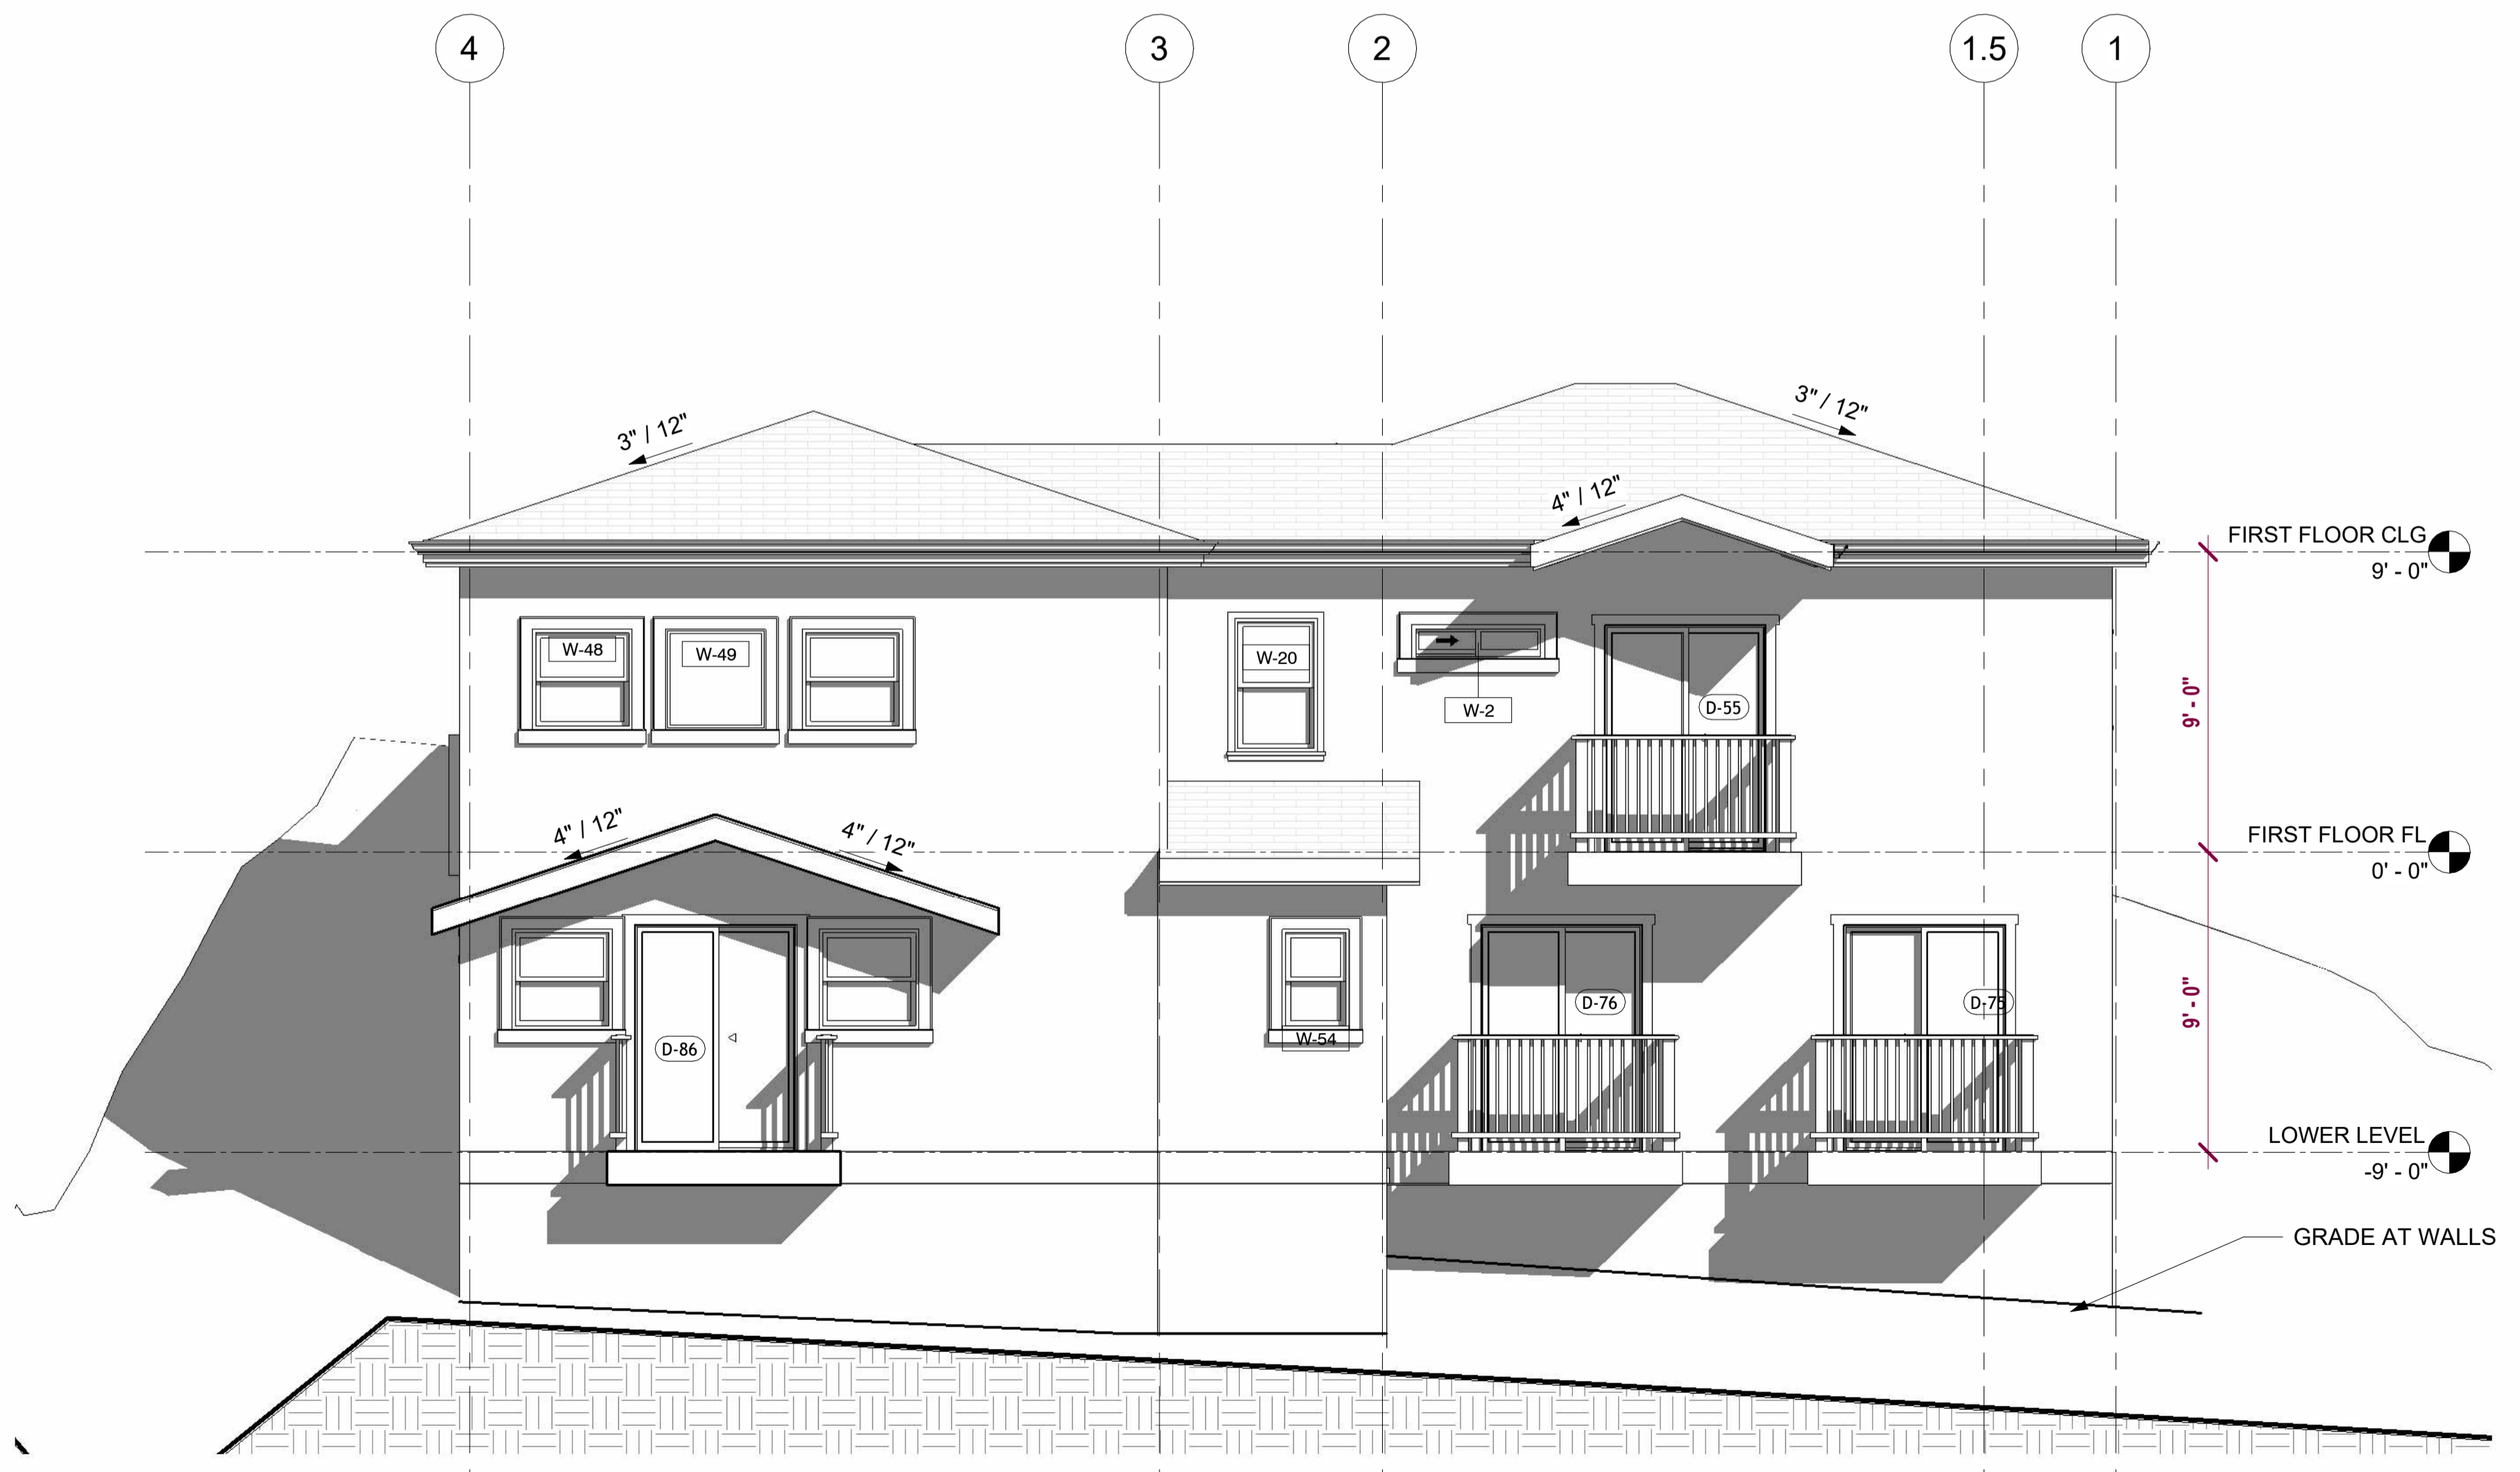 4
3
2
1.5
1
3" / 12"
3" / 12"
4" / 12"
FIRST FLOOR CLG
9' - 0"
W-48
W-49
W-20
W-2
D-55
9' - 0"
4" / 12"
4" / 12"
FIRST FLOOR FL
0' - 0"
D-86
W-54
D-76
D-75
9' - 0"
LOWER LEVEL
-9' - 0"
GRADE AT WALLS